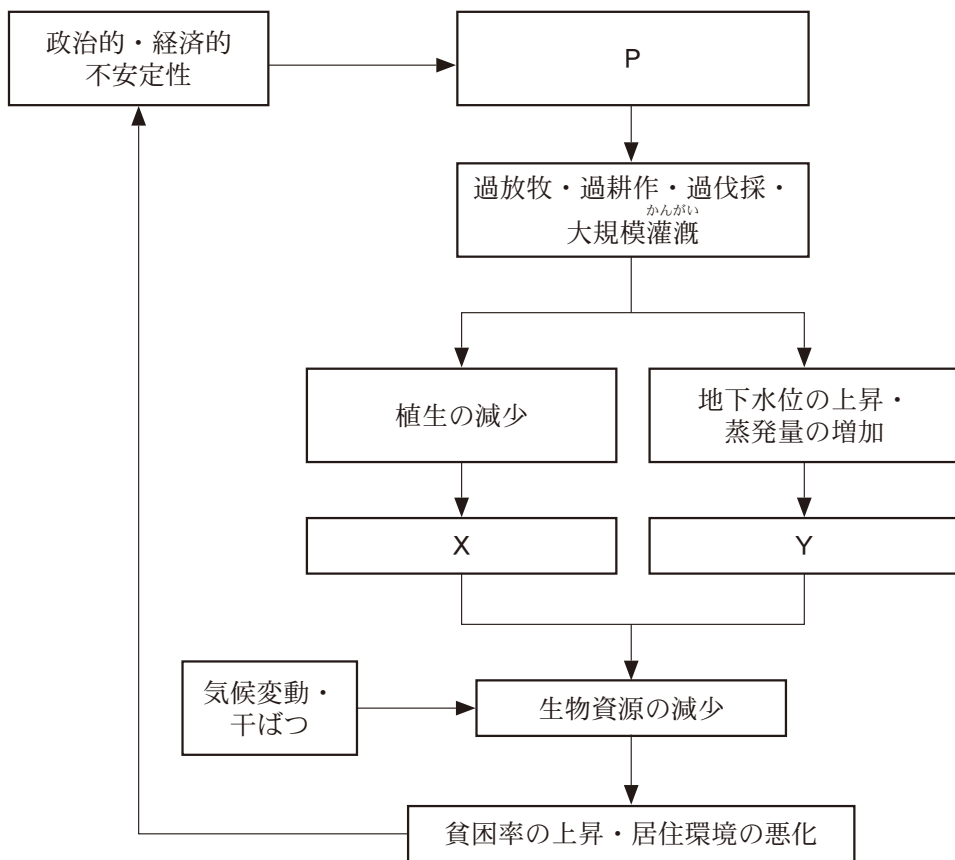 政治的・経済的
不安定性
P
過放牧・過耕作・過伐採・
かんがい
大規模灌漑
植生の減少
地下水位の上昇・
蒸発量の増加
X
Y
気候変動・
干ばつ
生物資源の減少
貧困率の上昇・居住環境の悪化